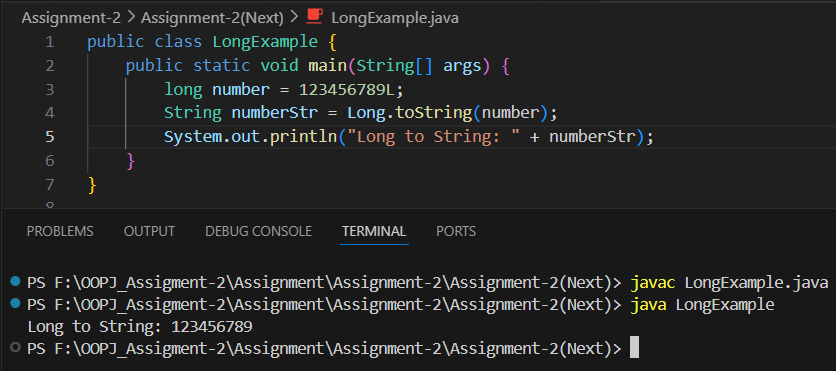 Assignment-2 > Assignment-2(Next) > LongExample.java
1 public class LongExample {
2     public static void main(String[] args) {
3         long number = 123456789L;
4         String numberStr = Long.toString(number);
5         System.out.println("Long to String: " + numberStr);
6     }
7 }
8
PROBLEMS OUTPUT DEBUG CONSOLE TERMINAL PORTS
PS F:\OOPJ_Assigment-2\Assignment\Assignment-2\Assignment-2(Next)> javac LongExample.java
PS F:\OOPJ_Assigment-2\Assignment\Assignment-2\Assignment-2(Next)> java LongExample
Long to String: 123456789
PS F:\OOPJ_Assigment-2\Assignment\Assignment-2\Assignment-2(Next)>